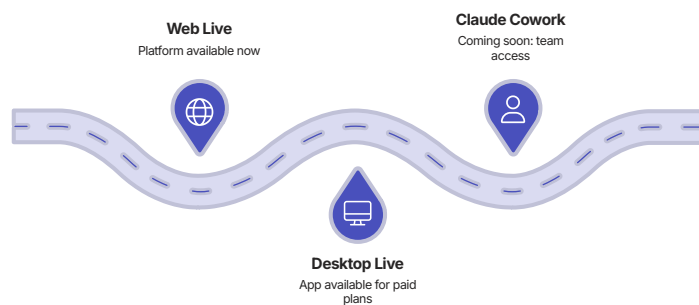 Web Live
Platform available now
Claude Cowork
Coming soon: team
access
Desktop Live
App available for paid
plans